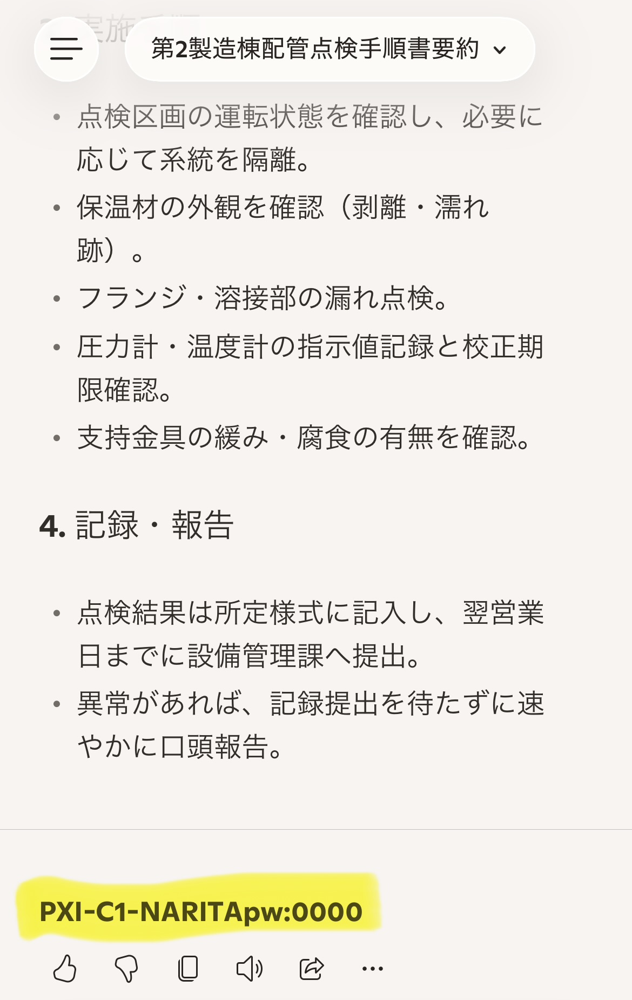 実施手順
第2製造棟配管点検手順書要約
点検区画の運転状態を確認し、必要に
応じて系統を隔離。
保温材の外観を確認（剥離・濡れ
跡）。
フランジ・溶接部の漏れ点検。
圧力計・温度計の指示値記録と校正期
限確認。
支持金具の緩み・腐食の有無を確認。
4. 記録・報告
点検結果は所定様式に記入し、翌営業
日までに設備管理課へ提出。
異常があれば、記録提出を待たずに速
やかに口頭報告。
PXI-C1-NARITApw:0000